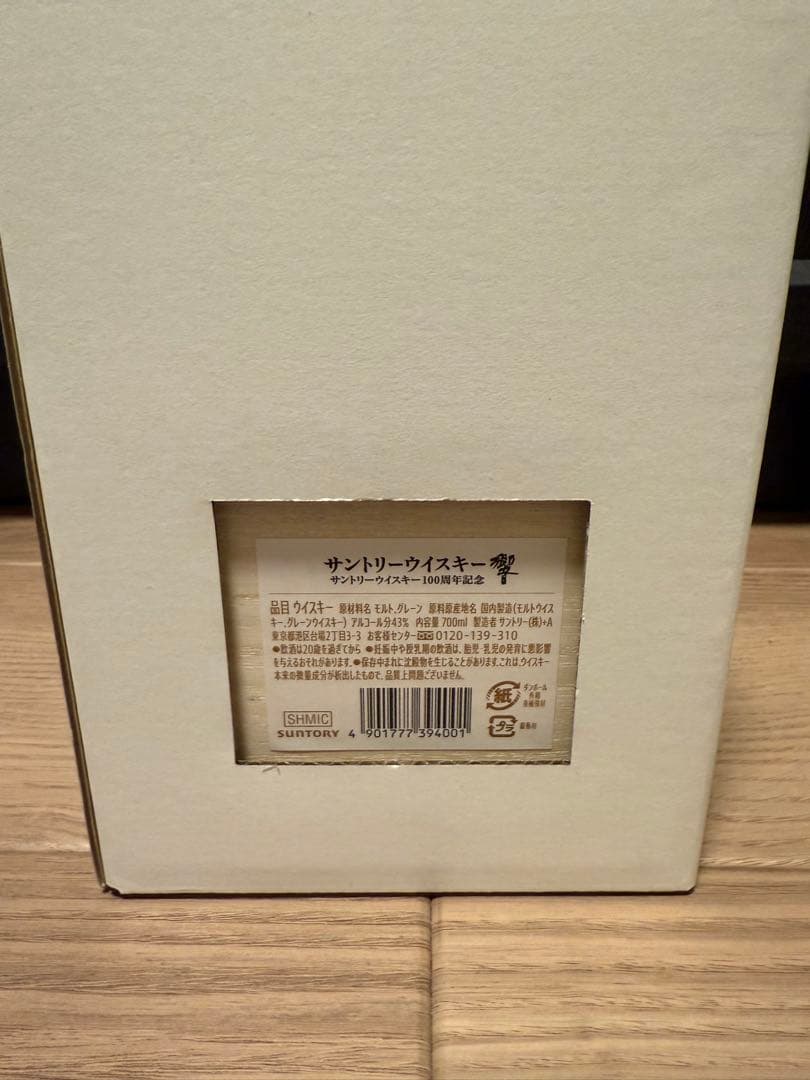 サントリーウイスキー 響
サントリーウイスキー100周年記念
品目 ウイスキー 原材料名 モルト、グレーン 原料原産地名 国内製造(モルトウイス
キー、グレーンウイスキー) アルコール分43% 内容量 700ml 製造者 サントリー(株)+A
東京都港区台場2丁目3-3 お客様センター 0120-139-310
●飲酒は20歳を過ぎてから ●妊娠中や授乳期の飲酒は、胎児・乳児の発育に悪影響
を与えるおそれがあります。●保存中まれに沈殿物を生じることがあります。これは、ウイスキー
本来の微量成分が析出したもので、品質上問題ございません。
SHMIC
SUNTORY
4 901777 394001
紙
ダンボール
外箱
プラ